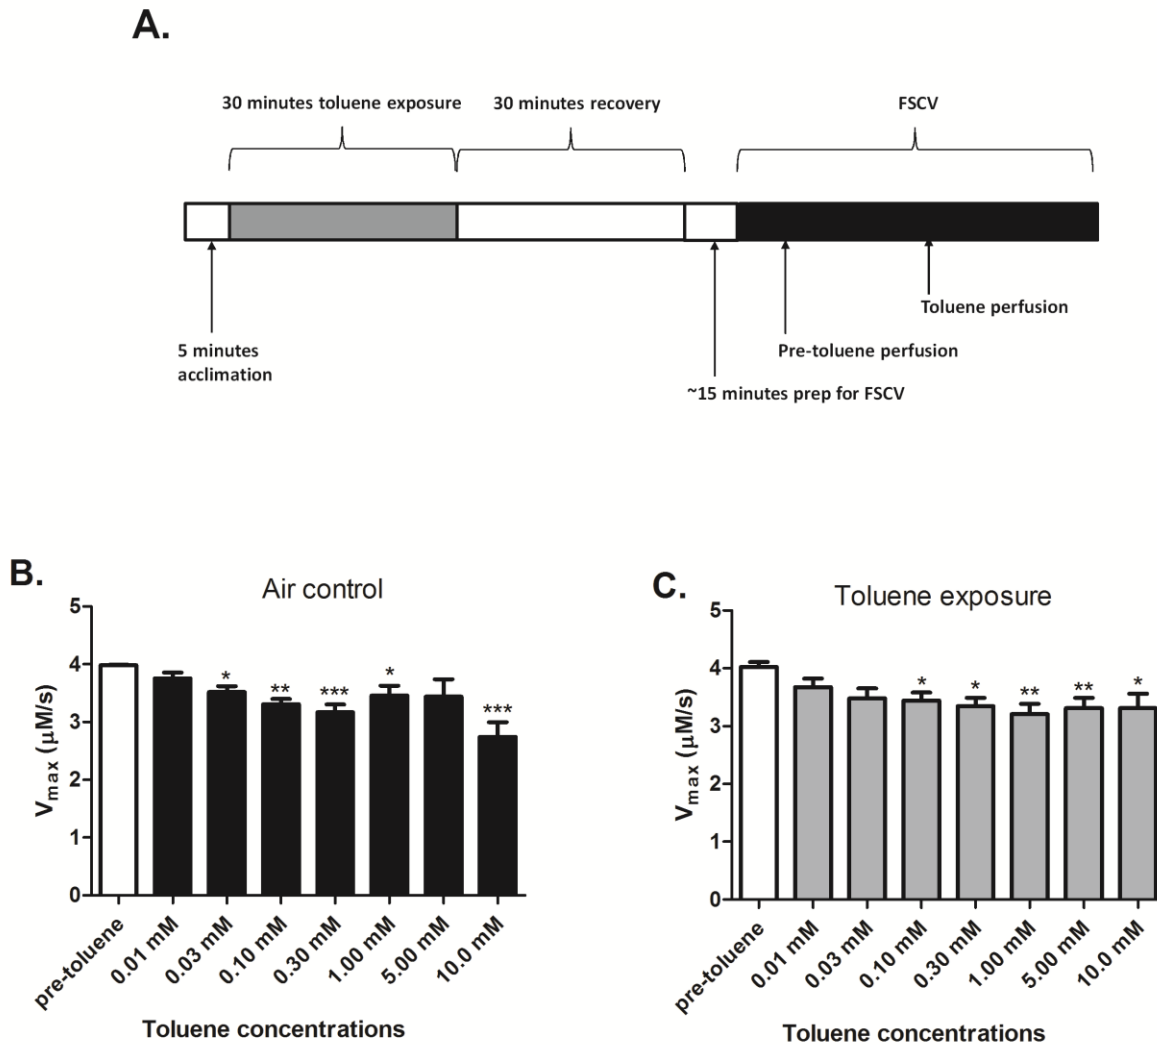 A.
30 minutes toluene exposure
30 minutes recovery
FSCV
Toluene perfusion
5 minutes
acclimation
Pre-toluene perfusion
~15 minutes prep for FSCV
B.
Air control
5
4
3
2
1
0
Vmax (μM/s)
*
**
***
*
***
pre-toluene
0.01 mM
0.03 mM
0.10 mM
0.30 mM
1.00 mM
5.00 mM
10.0 mM
Toluene concentrations
C.
Toluene exposure
5
4
3
2
1
0
Vmax (μM/s)
*
*
**
**
*
pre-toluene
0.01 mM
0.03 mM
0.10 mM
0.30 mM
1.00 mM
5.00 mM
10.0 mM
Toluene concentrations